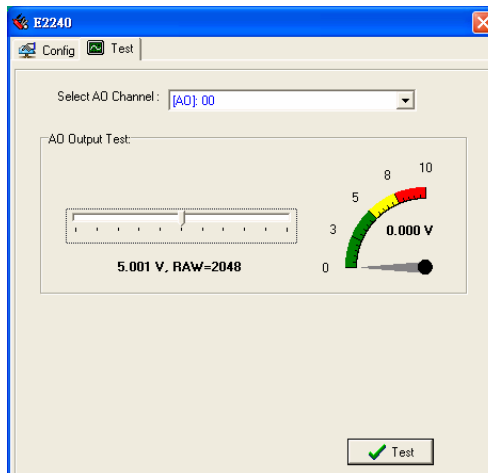 E2240
Config Test
Select AO Channel : [AO]: 00
AO Output Test:
0 3 5 8 10
0.000 V
5.001 V, RAW=2048
Test